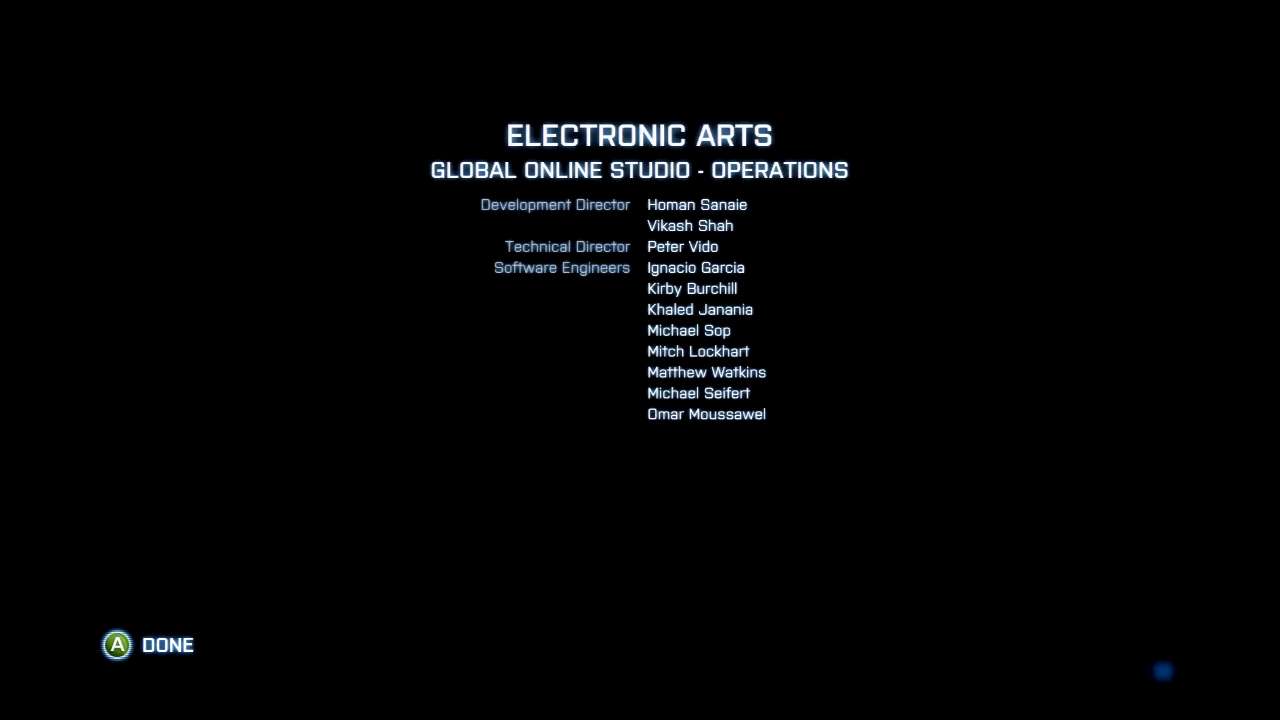 ELECTRONIC ARTS
GLOBAL ONLINE STUDIO - OPERATIONS
Development Director Homan Sanaie
Vikash Shah
Technical Director Peter Vido
Software Engineers Ignacio Garcia
Kirby Burchill
Khaled Janania
Michael Sop
Mitch Lockhart
Matthew Watkins
Michael Seifert
Omar Moussawel
A DONE